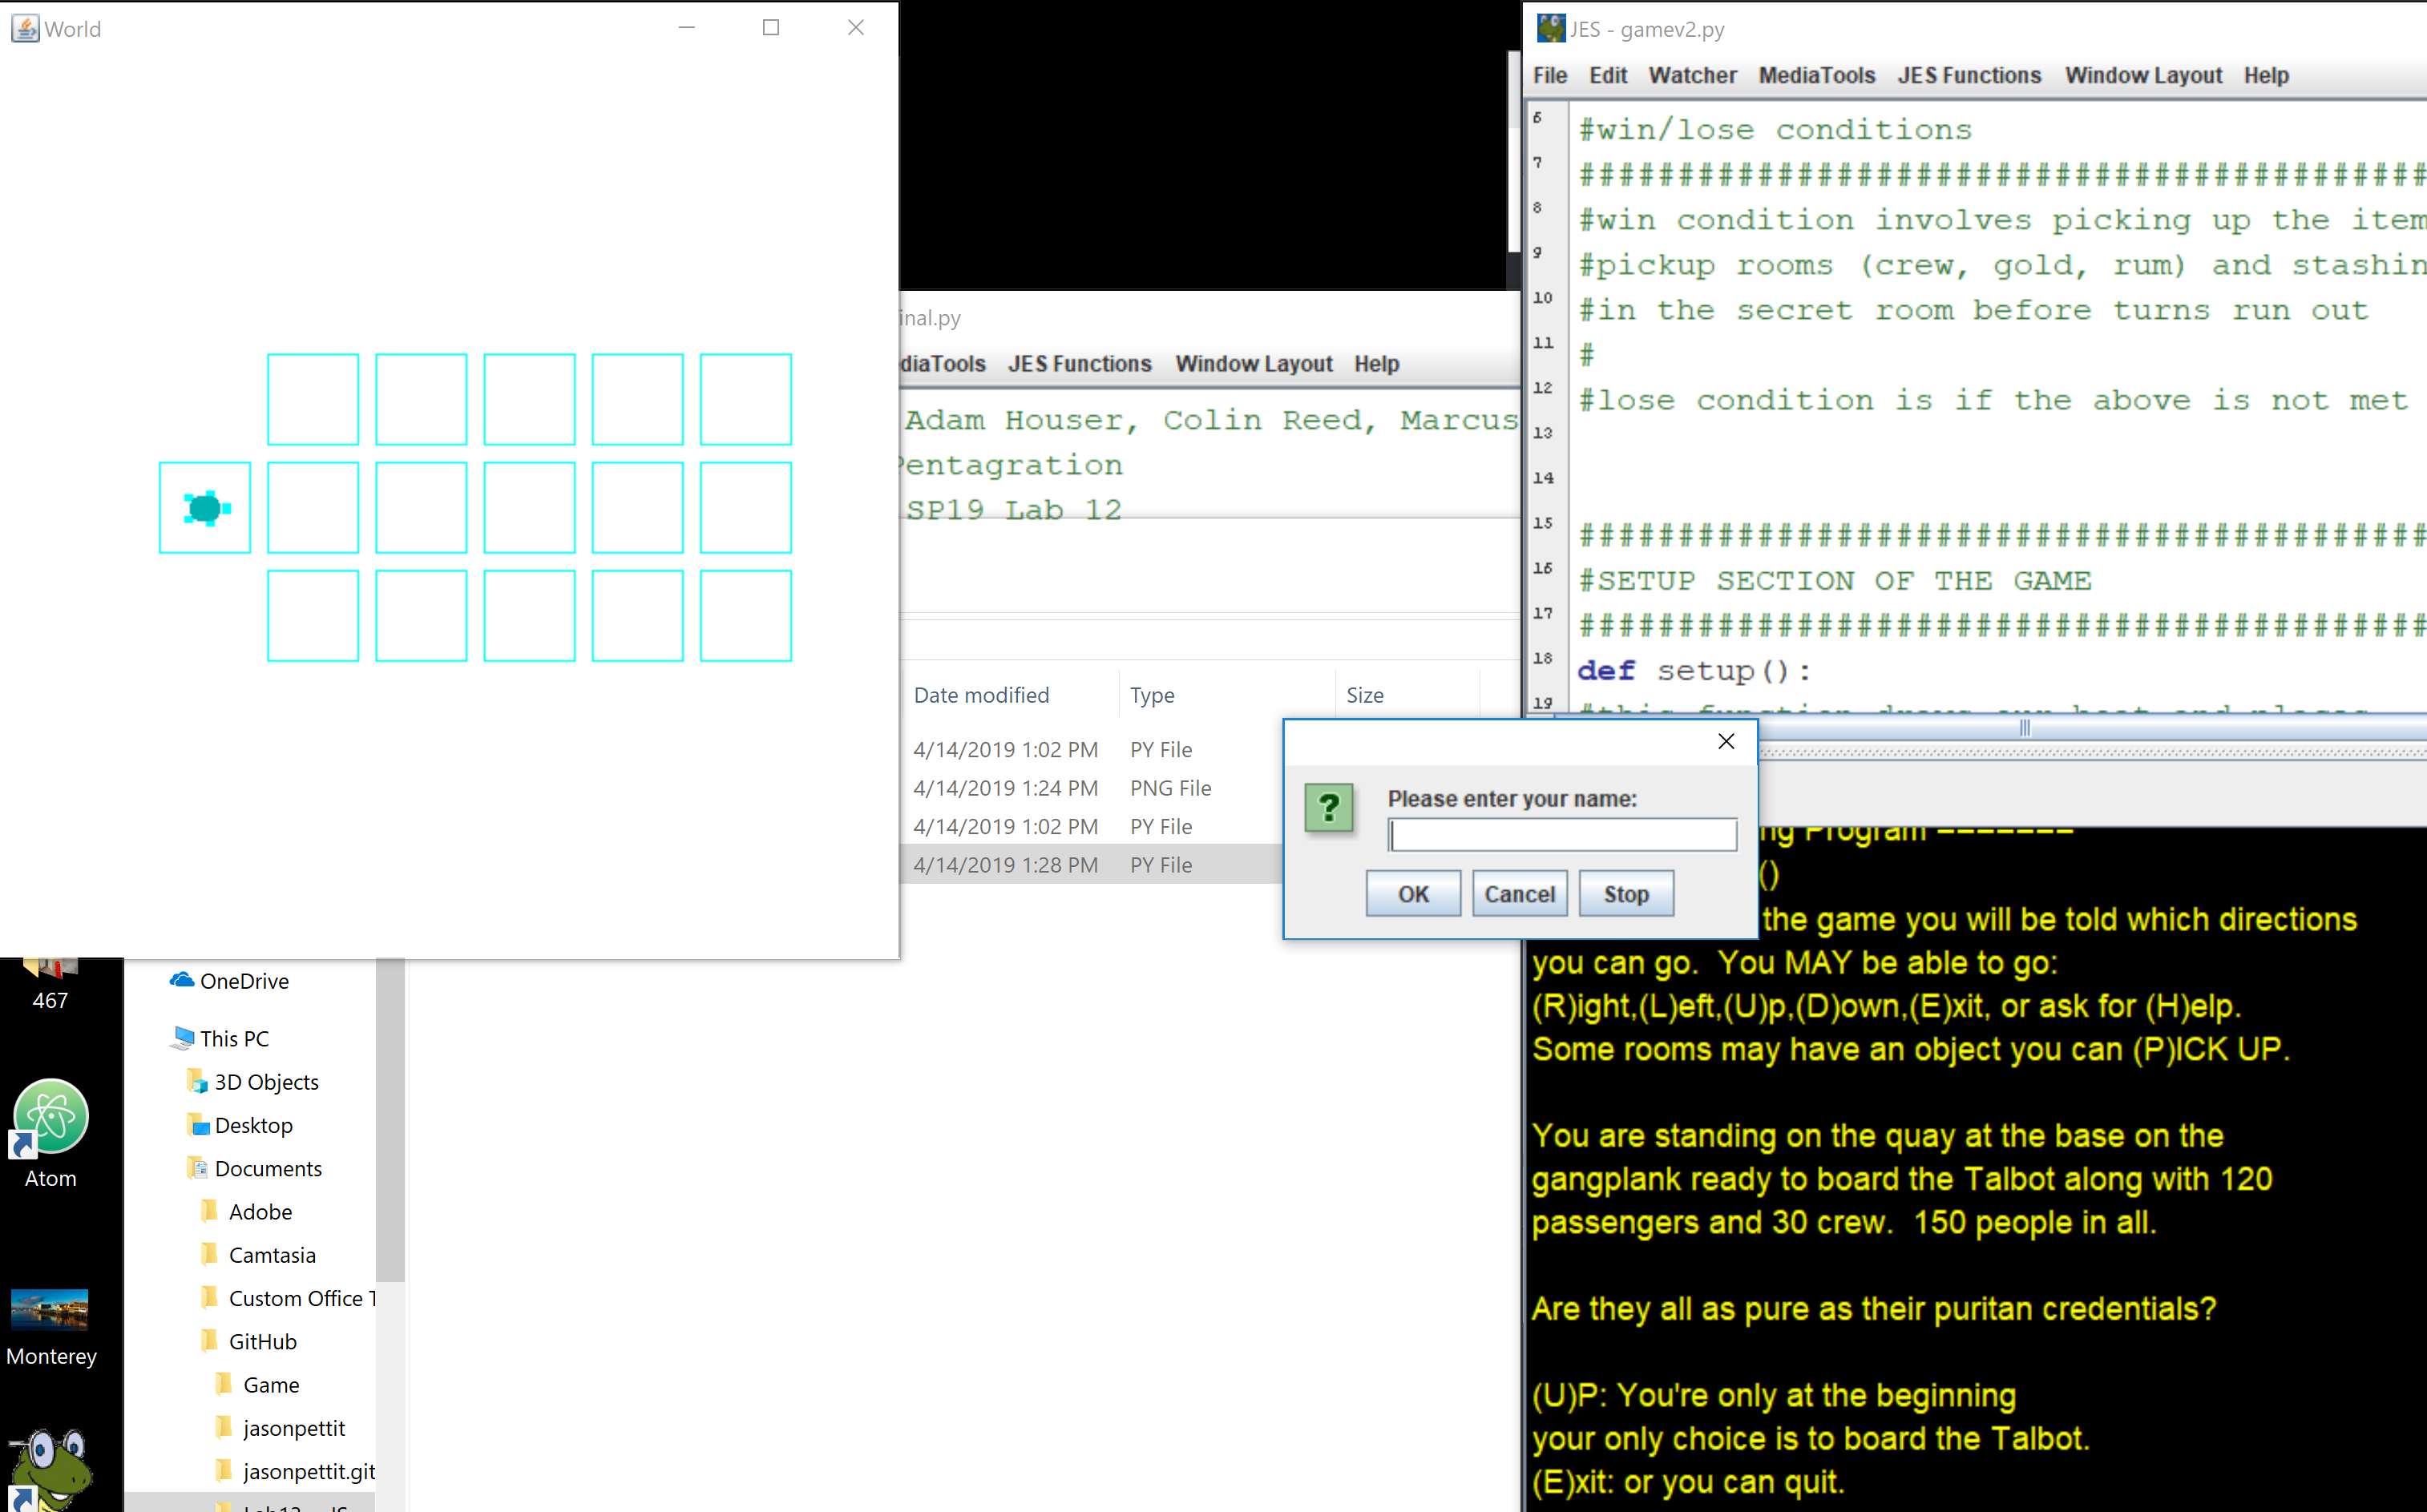 World
JES - gamev2.py
File Edit Watcher MediaTools JES Functions Window Layout Help
6 #win/lose conditions
7 ###########################################
8 #win condition involves picking up the item
9 #pickup rooms (crew, gold, rum) and stashin
10 #in the secret room before turns run out
11 #
12 #lose condition is if the above is not met
13
14
15 ###########################################
16 #SETUP SECTION OF THE GAME
17 ###########################################
18 def setup():
19 #this function draws our boat and places
inal.py
diaTools JES Functions Window Layout Help
Adam Houser, Colin Reed, Marcus
Pentagration
SP19 Lab 12
Date modified Type Size
4/14/2019 1:02 PM PY File
4/14/2019 1:24 PM PNG File
4/14/2019 1:02 PM PY File
4/14/2019 1:28 PM PY File
Please enter your name:
OK Cancel Stop
ng Program =======
()
the game you will be told which directions
you can go. You MAY be able to go:
(R)ight,(L)eft,(U)p,(D)own,(E)xit, or ask for (H)elp.
Some rooms may have an object you can (P)ICK UP.
You are standing on the quay at the base on the
gangplank ready to board the Talbot along with 120
passengers and 30 crew. 150 people in all.
Are they all as pure as their puritan credentials?
(U)P: You're only at the beginning
your only choice is to board the Talbot.
(E)xit: or you can quit.
467
Atom
Monterey
OneDrive
This PC
3D Objects
Desktop
Documents
Adobe
Camtasia
Custom Office T
GitHub
Game
jasonpettit
jasonpettit.git